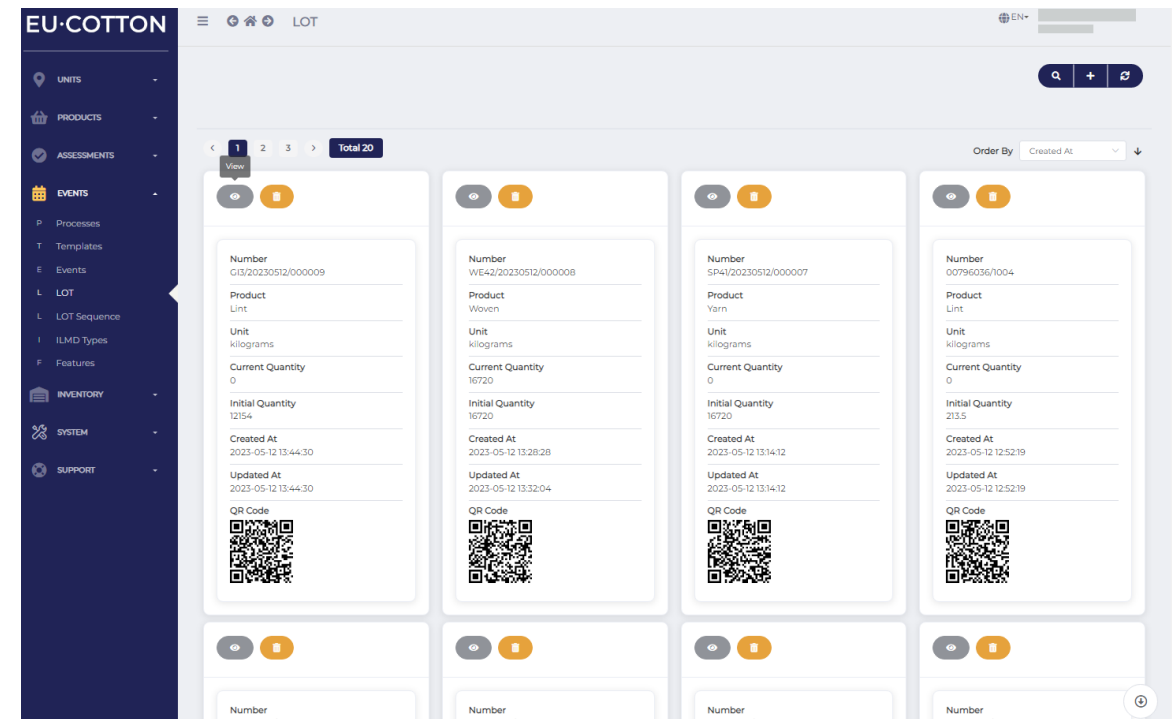 EU·COTTON
LOT
EN
UNITS
PRODUCTS
ASSESSMENTS
EVENTS
P Processes
T Templates
E Events
L LOT
L LOT Sequence
I ILMD Types
F Features
INVENTORY
SYSTEM
SUPPORT
‹ 1 2 3 › Total 20
View
Order By Created At
Number
GI3/20230512/000009
Product
Lint
Unit
kilograms
Current Quantity
0
Initial Quantity
12154
Created At
2023-05-12 13:44:30
Updated At
2023-05-12 13:44:30
QR Code
Number
WE42/20230512/000008
Product
Woven
Unit
kilograms
Current Quantity
16720
Initial Quantity
16720
Created At
2023-05-12 13:28:28
Updated At
2023-05-12 13:32:04
QR Code
Number
SP41/20230512/000007
Product
Yarn
Unit
kilograms
Current Quantity
0
Initial Quantity
16720
Created At
2023-05-12 13:14:12
Updated At
2023-05-12 13:14:12
QR Code
Number
00796036/1004
Product
Lint
Unit
kilograms
Current Quantity
0
Initial Quantity
213.5
Created At
2023-05-12 12:52:19
Updated At
2023-05-12 12:52:19
QR Code
Number
Number
Number
Number